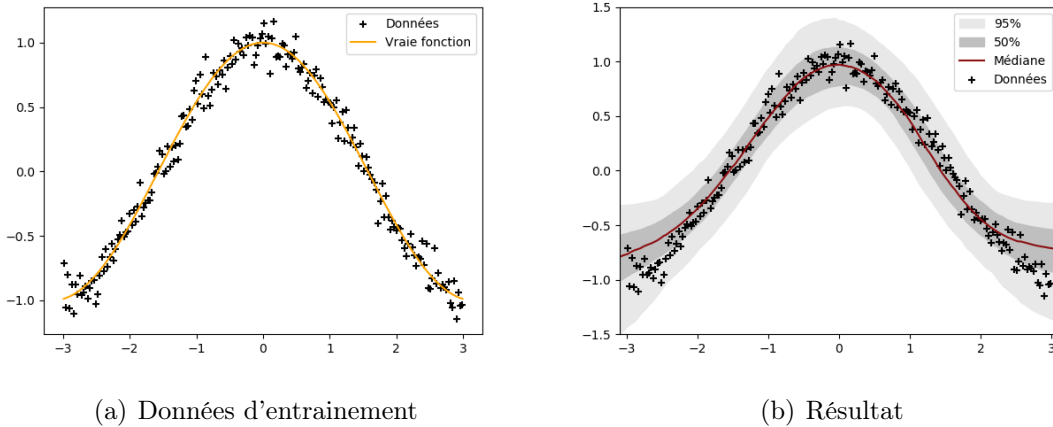 Données
Vraie fonction
1.0
0.5
0.0
−0.5
−1.0
−3 −2 −1 0 1 2 3
(a) Données d'entrainement
95%
50%
Médiane
Données
1.5
1.0
0.5
0.0
−0.5
−1.0
−1.5
−3 −2 −1 0 1 2 3
(b) Résultat